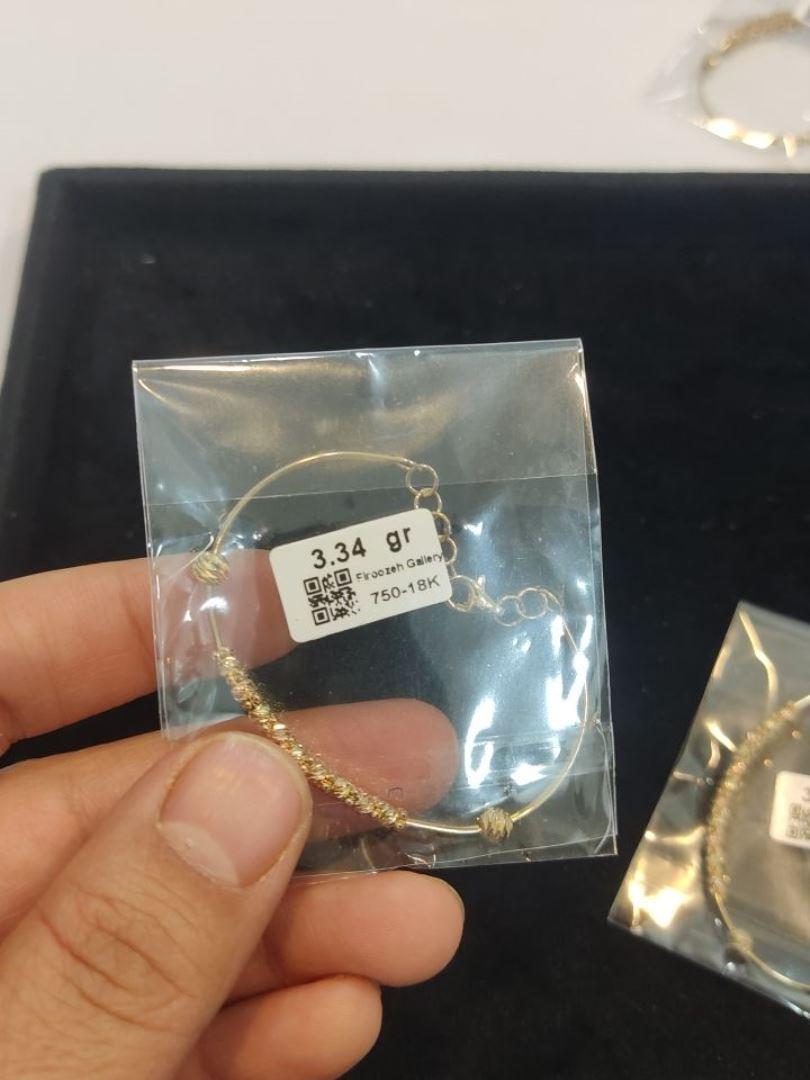 3.34 gr
Firoozeh Gallery
750-18K